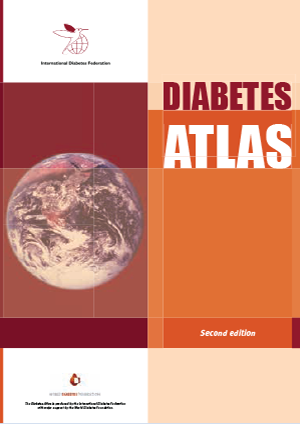 International Diabetes Federation
DIABETES
ATLAS
Second edition
WORLD DIABETES FOUNDATION
The Diabetes Atlas is produced by the International Diabetes Federation
with under support by the World Diabetes Foundation.